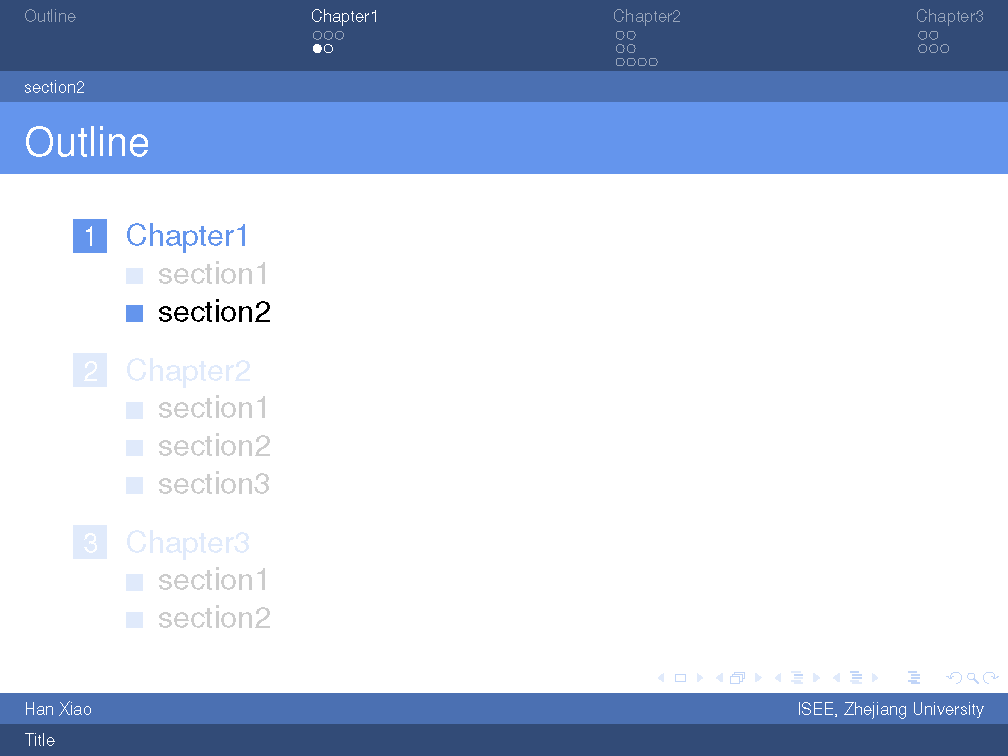 Outline Chapter1 Chapter2 Chapter3
section2
Outline
1 Chapter1
section1
section2
2 Chapter2
section1
section2
section3
3 Chapter3
section1
section2
Han Xiao ISEE, Zhejiang University
Title